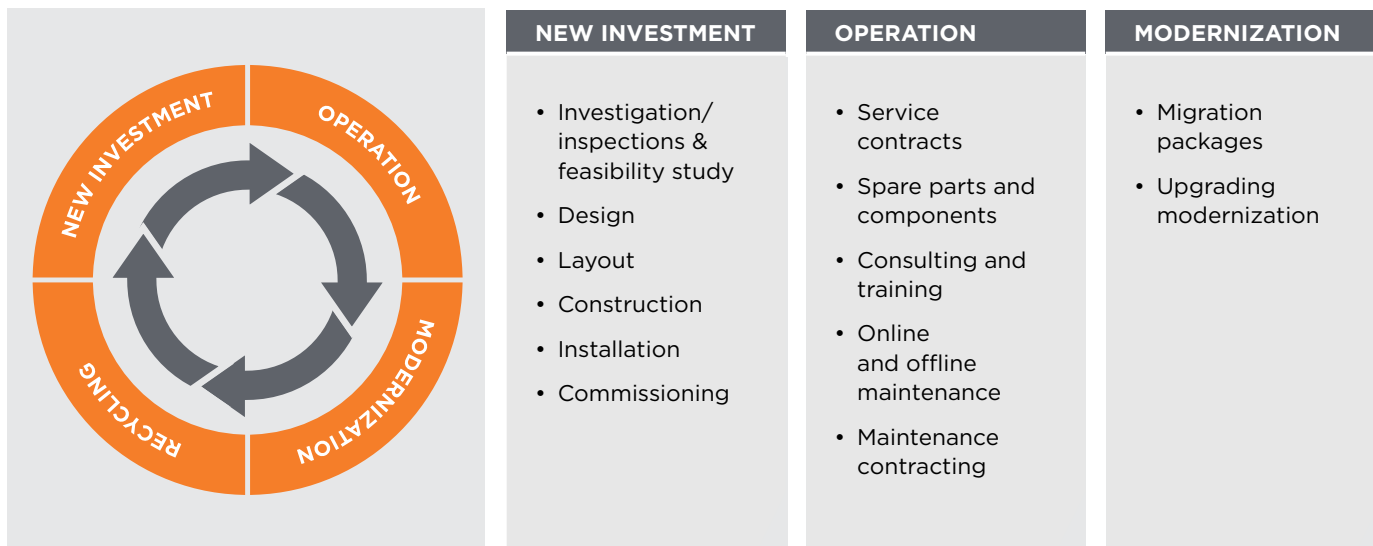 NEW INVESTMENT
OPERATION
MODERNIZATION
RECYCLING
NEW INVESTMENT
• Investigation/
inspections &
feasibility study
• Design
• Layout
• Construction
• Installation
• Commissioning
OPERATION
• Service
contracts
• Spare parts and
components
• Consulting and
training
• Online
and offline
maintenance
• Maintenance
contracting
MODERNIZATION
• Migration
packages
• Upgrading
modernization